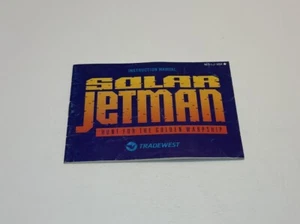 INSTRUCTION MANUAL
SOLAR
JETMAN
HUNT FOR THE GOLDEN WARPSHIP
TRADEWEST